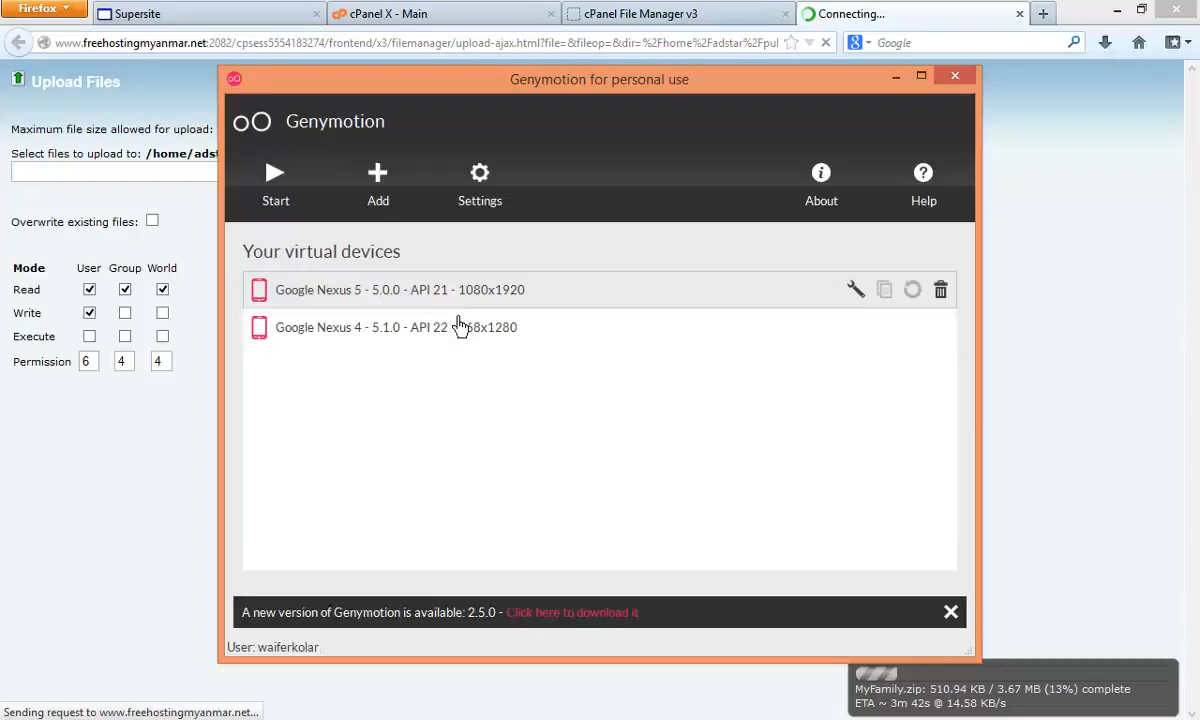 Firefox
Supersite
cPanel X - Main
cPanel File Manager v3
Connecting...
www.freehostingmyanmar.net:2082/cpsess5554183274/frontend/x3/filemanager/upload-ajax.html?file=&fileop=&dir=%2Fhome%2Fadstar%2Fpul
Google
Upload Files
Maximum file size allowed for upload:
Select files to upload to: /home/adst
Overwrite existing files:
Mode User Group World
Read
Write
Execute
Permission 6 4 4
Genymotion for personal use
Genymotion
Start
Add
Settings
About
Help
Your virtual devices
Google Nexus 5 - 5.0.0 - API 21 - 1080x1920
Google Nexus 4 - 5.1.0 - API 22 - 68x1280
A new version of Genymotion is available: 2.5.0 - Click here to download it
User: waiferkolar
MyFamily.zip: 510.94 KB / 3.67 MB (13%) complete
ETA ~ 3m 42s @ 14.58 KB/s
Sending request to www.freehostingmyanmar.net...